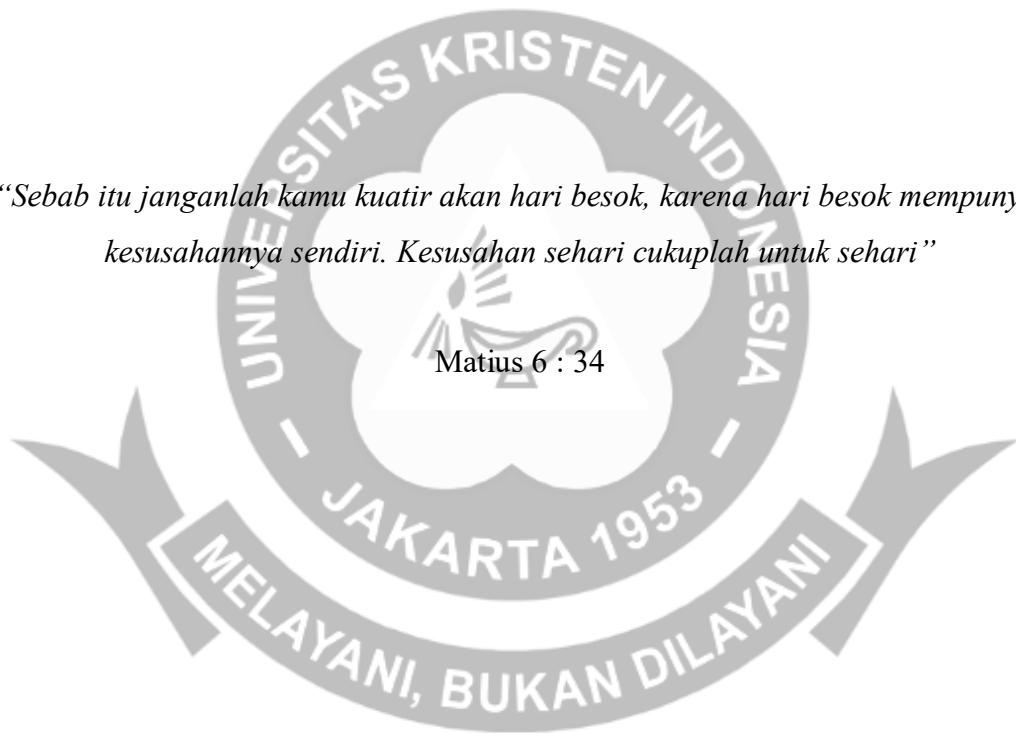 UNIVERSITAS KRISTEN INDONESIA
“Sebab itu janganlah kamu kuatir akan hari besok, karena hari besok mempuny
kesusahannya sendiri. Kesusahan sehari cukuplah untuk sehari”
Matius 6 : 34
JAKARTA 1953
MELAYANI, BUKAN DILAYANI